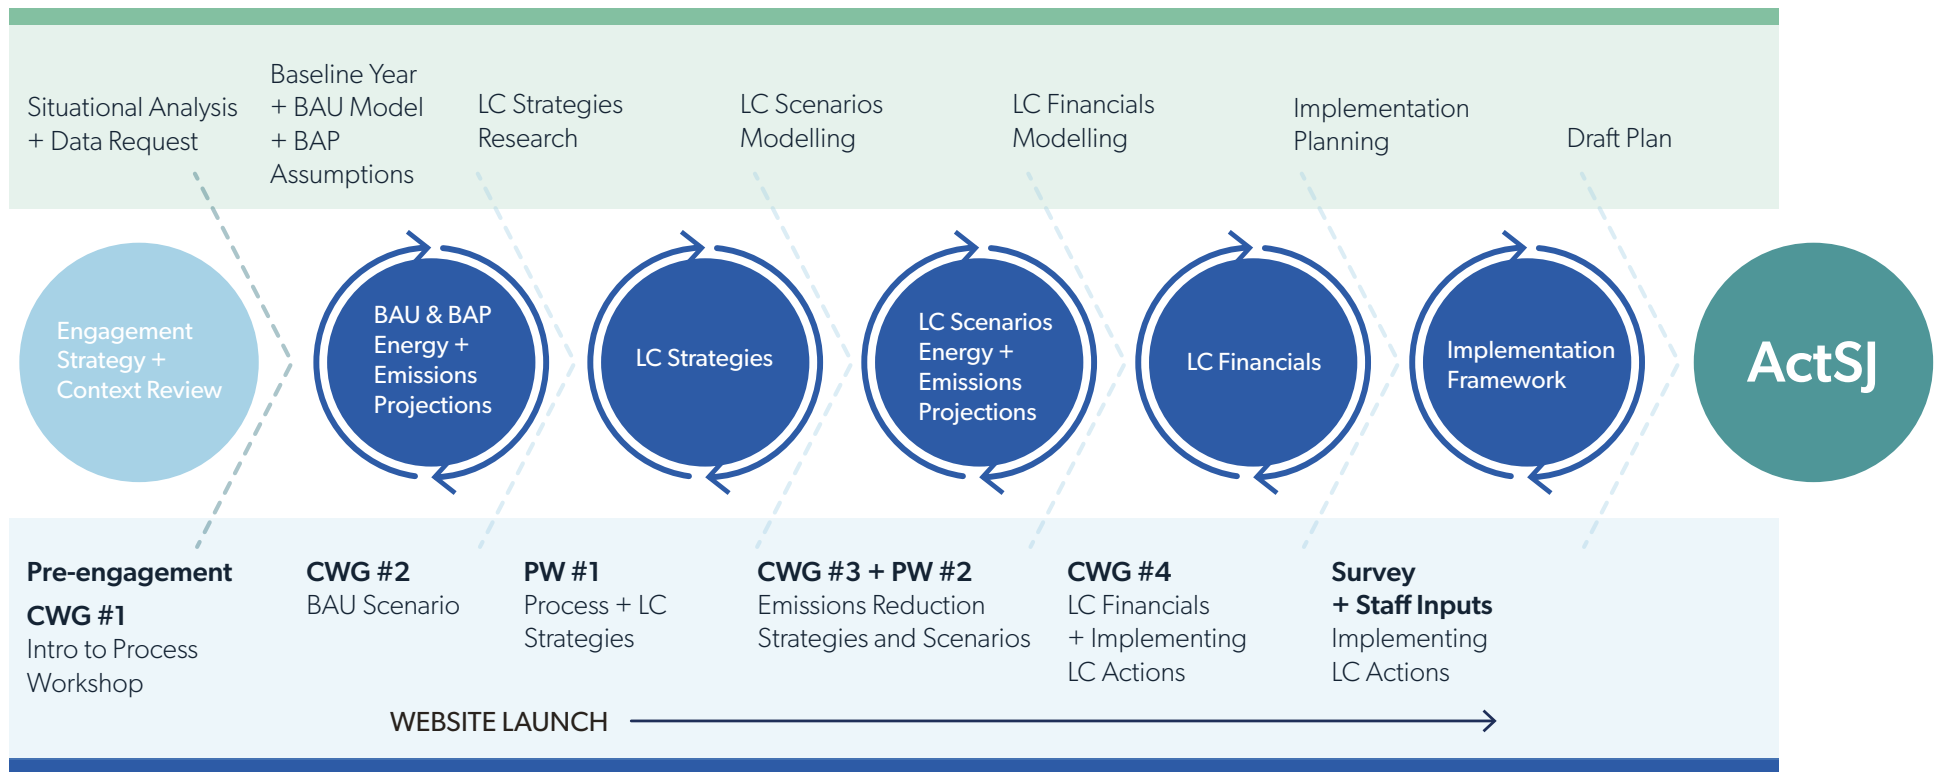 Situational Analysis
+ Data Request
Baseline Year
+ BAU Model
+ BAP
Assumptions
LC Strategies
Research
LC Scenarios
Modelling
LC Financials
Modelling
Implementation
Planning
Draft Plan
Engagement
Strategy +
Context Review
BAU & BAP
Energy +
Emissions
Projections
LC Strategies
LC Scenarios
Energy +
Emissions
Projections
LC Financials
Implementation
Framework
ActSJ
Pre-engagement
CWG #1
Intro to Process
Workshop
CWG #2
BAU Scenario
PW #1
Process + LC
Strategies
CWG #3 + PW #2
Emissions Reduction
Strategies and Scenarios
CWG #4
LC Financials
+ Implementing
LC Actions
Survey
+ Staff Inputs
Implementing
LC Actions
WEBSITE LAUNCH